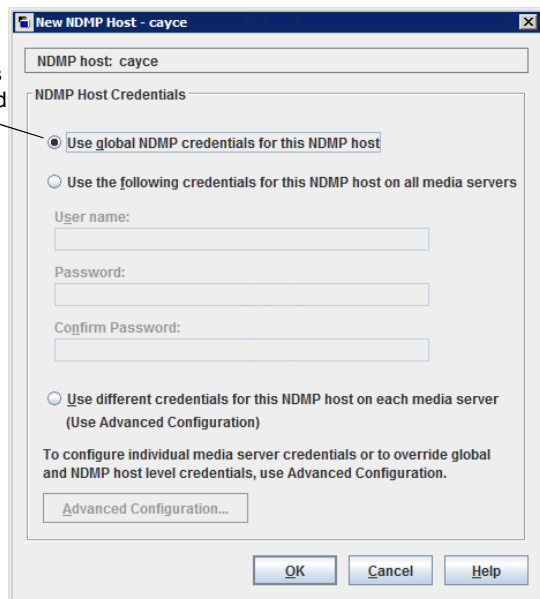 New NDMP Host - cayce
NDMP host: cayce
NDMP Host Credentials
Use global NDMP credentials for this NDMP host
Use the following credentials for this NDMP host on all media servers
User name:
Password:
Confirm Password:
Use different credentials for this NDMP host on each media server
(Use Advanced Configuration)
To configure individual media server credentials or to override global
and NDMP host level credentials, use Advanced Configuration.
Advanced Configuration...
OK Cancel Help